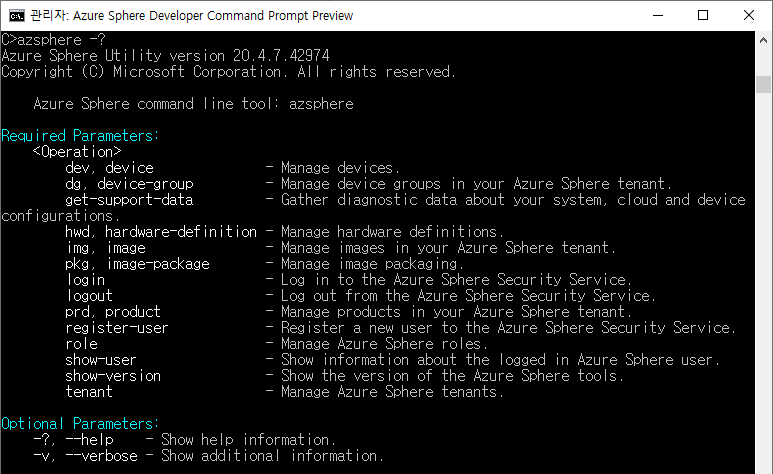 관리자: Azure Sphere Developer Command Prompt Preview
C>azsphere -?
Azure Sphere Utility version 20.4.7.42974
Copyright (C) Microsoft Corporation. All rights reserved.
Azure Sphere command line tool: azsphere
Required Parameters:
<Operation>
dev, device - Manage devices.
dg, device-group - Manage device groups in your Azure Sphere tenant.
get-support-data - Gather diagnostic data about your system, cloud and device
configurations.
hwd, hardware-definition - Manage hardware definitions.
img, image - Manage images in your Azure Sphere tenant.
pkg, image-package - Manage image packaging.
login - Log in to the Azure Sphere Security Service.
logout - Log out from the Azure Sphere Security Service.
prd, product - Manage products in your Azure Sphere tenant.
register-user - Register a new user to the Azure Sphere Security Service.
role - Manage Azure Sphere roles.
show-user - Show information about the logged in Azure Sphere user.
show-version - Show the version of the Azure Sphere tools.
tenant - Manage Azure Sphere tenants.
Optional Parameters:
-?, --help - Show help information.
-v, --verbose - Show additional information.